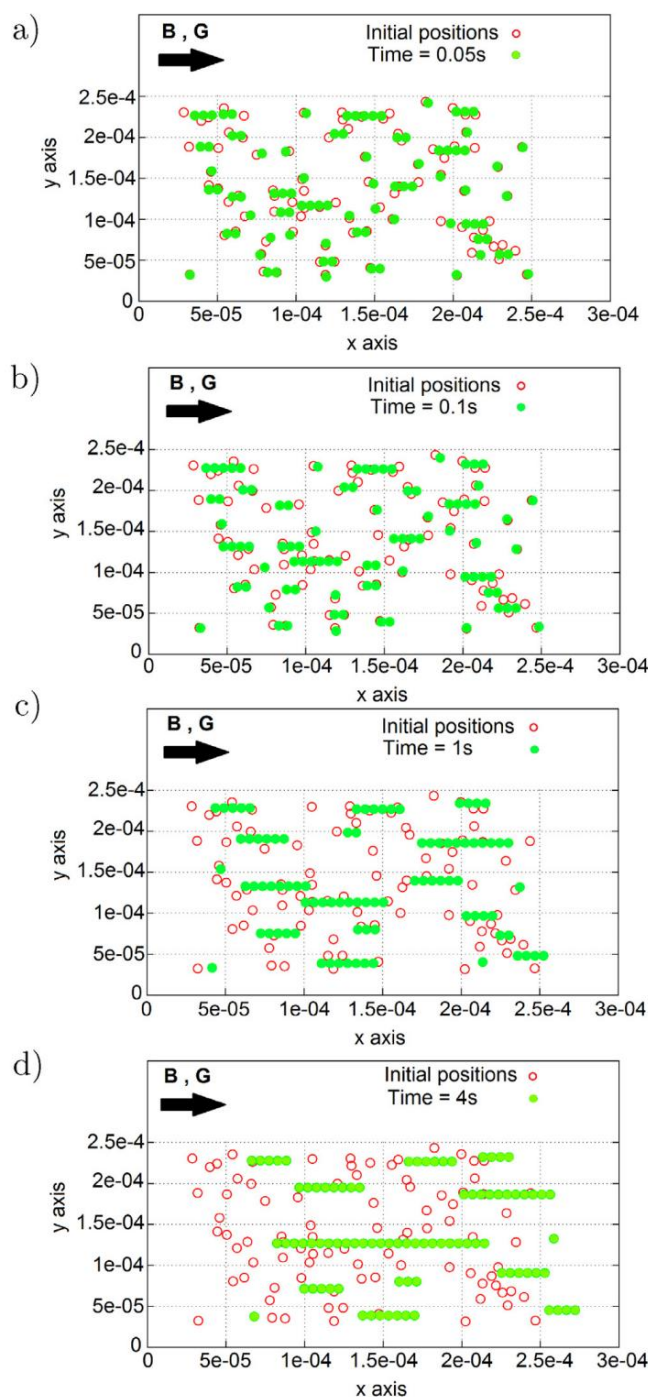 a)
B , G
Initial positions
Time = 0.05s
2.5e-4
2e-04
1.5e-04
1e-04
5e-05
0
y axis
5e-05 1e-04 1.5e-04 2e-04 2.5e-04 3e-04
x axis
b)
B , G
Initial positions
Time = 0.1s
2.5e-4
2e-04
1.5e-04
1e-04
5e-05
0
y axis
0 5e-05 1e-04 1.5e-04 2e-04 2.5e-04 3e-04
x axis
c)
B , G
Initial positions
Time = 1s
2.5e-4
2e-04
1.5e-04
1e-04
5e-05
0
y axis
0 5e-05 1e-04 1.5e-04 2e-04 2.5e-04 3e-04
x axis
d)
B , G
Initial positions
Time = 4s
2.5e-4
2e-04
1.5e-04
1e-04
5e-05
0
y axis
0 5e-05 1e-04 1.5e-04 2e-04 2.5e-04 3e-04
x axis